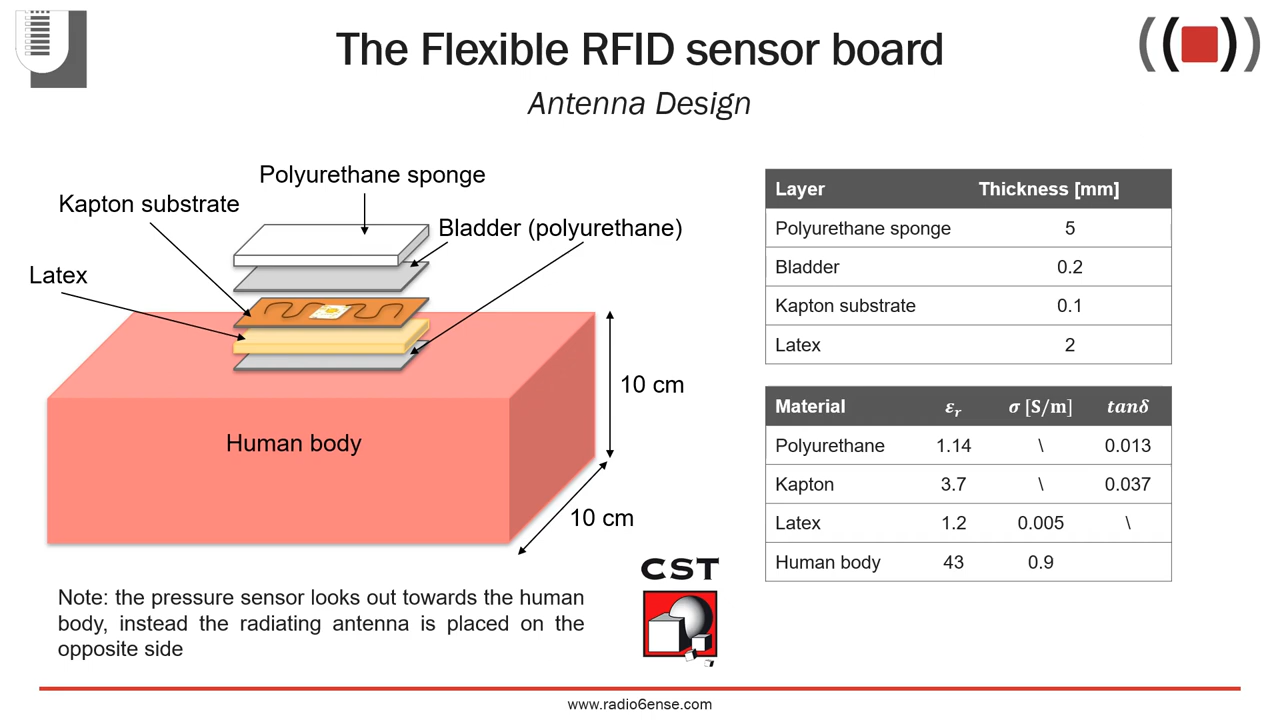 The Flexible RFID sensor board
Antenna Design
Polyurethane sponge
Kapton substrate
Bladder (polyurethane)
Latex
Human body
10 cm
10 cm
Note: the pressure sensor looks out towards the human
body, instead the radiating antenna is placed on the
opposite side
CST
Layer Thickness [mm]
Polyurethane sponge 5
Bladder 0.2
Kapton substrate 0.1
Latex 2
Material εr σ [S/m] tanδ
Polyurethane 1.14 \ 0.013
Kapton 3.7 \ 0.037
Latex 1.2 0.005 \
Human body 43 0.9
www.radio6ense.com